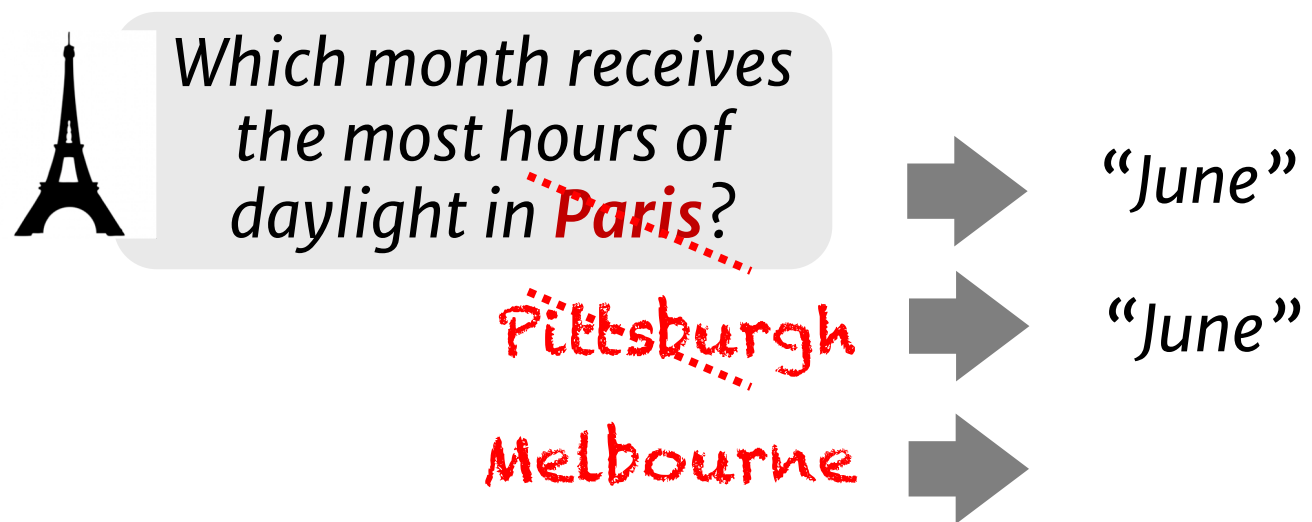 Which month receives
the most hours of
daylight in Paris?
“June”
Pittsburgh
“June”
Melbourne